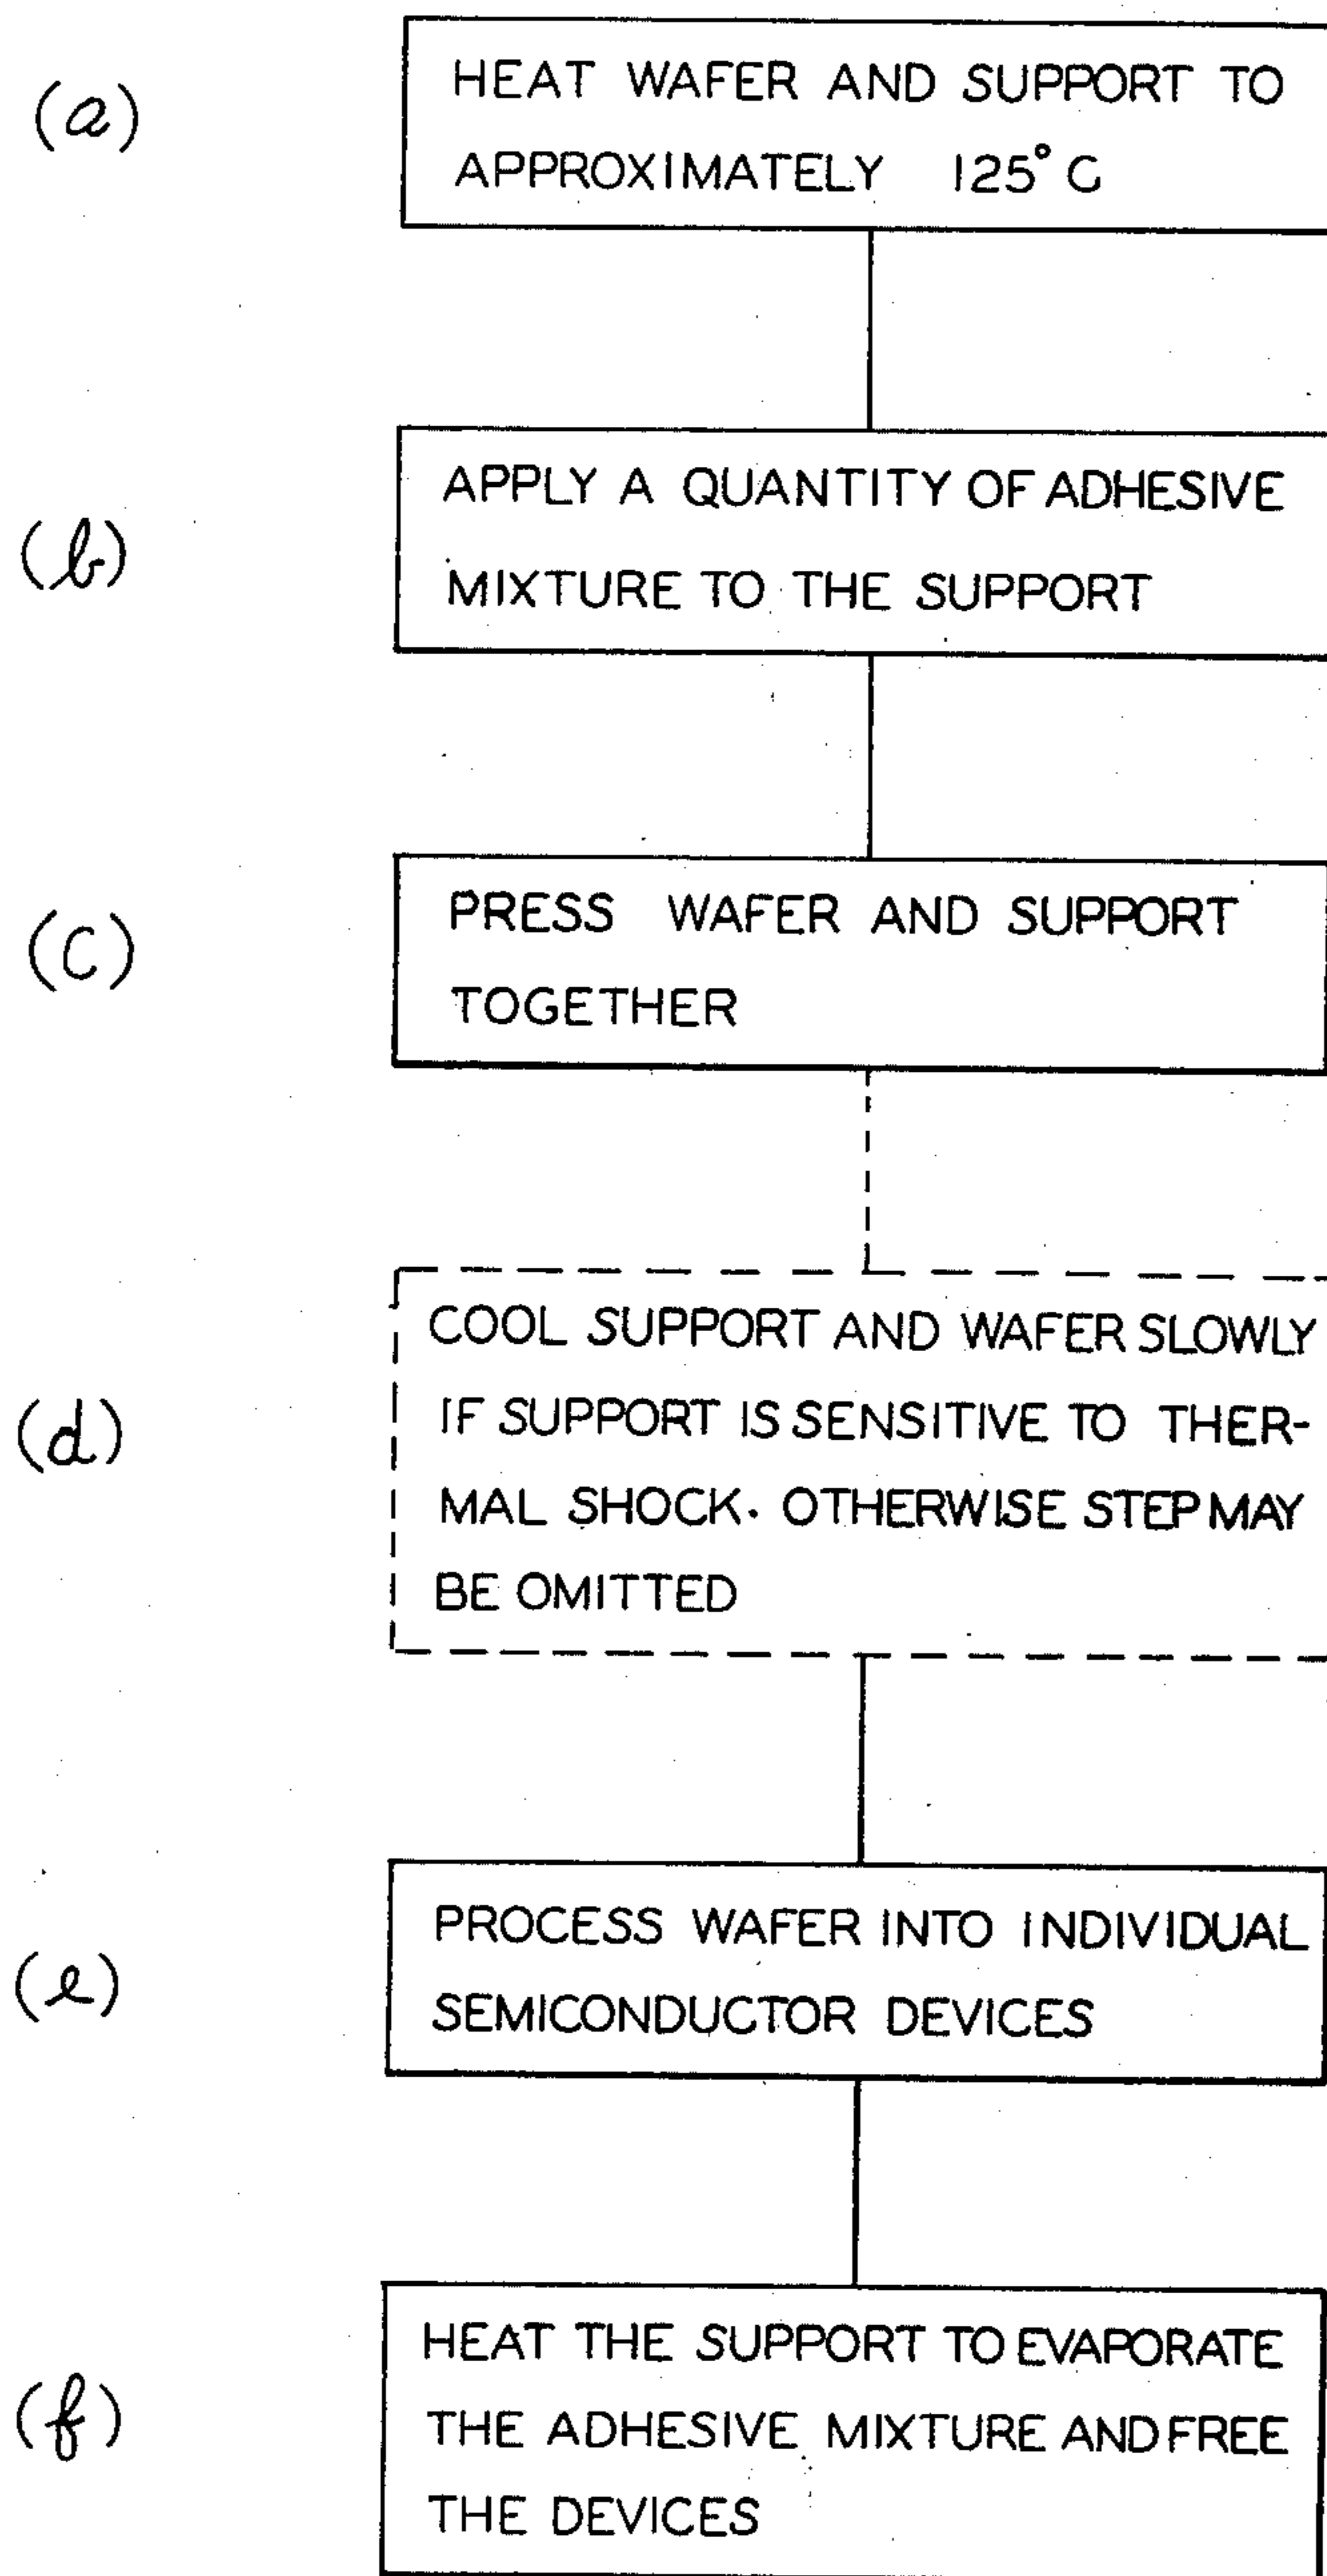 (a)
HEAT WAFER AND SUPPORT TO
APPROXIMATELY 125° C
(b)
APPLY A QUANTITY OF ADHESIVE
MIXTURE TO THE SUPPORT
(C)
PRESS WAFER AND SUPPORT
TOGETHER
(d)
COOL SUPPORT AND WAFER SLOWLY
IF SUPPORT IS SENSITIVE TO THER-
MAL SHOCK. OTHERWISE STEP MAY
BE OMITTED
(e)
PROCESS WAFER INTO INDIVIDUAL
SEMICONDUCTOR DEVICES
(f)
HEAT THE SUPPORT TO EVAPORATE
THE ADHESIVE MIXTURE AND FREE
THE DEVICES